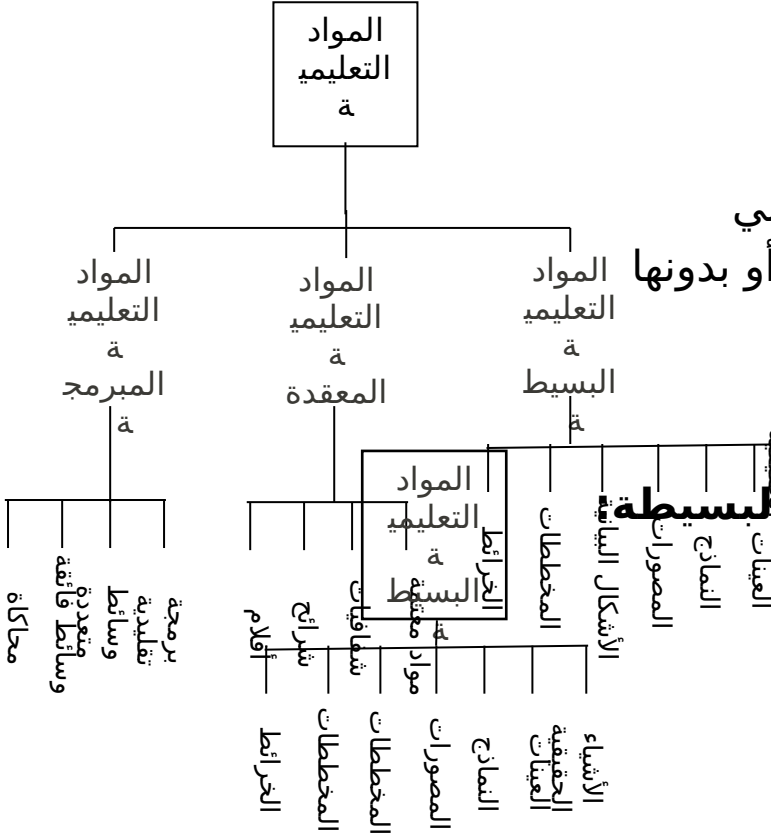 المواد
التعليمي
ة
ي
أو بدونها
المواد
التعليمي
ة
البسيط
ة
المواد
التعليمي
ة
المعقدة
المواد
التعليمي
ة
المبرمج
ة
البسيطة:
العينات
النماذج
المصورات
الأشكال البيانية
المخططات
الخرائط
المواد
التعليمي
ة
البسيط
ة
مواد معتمة
شفافيات
شرائح
أفلام
برمجة
تقليدية
وسائط
متعددة
وسائط فائقة
محاكاة
الأشياء
الحقيقية
العينات
النماذج
المصورات
المخططات
المخططات
الخرائط